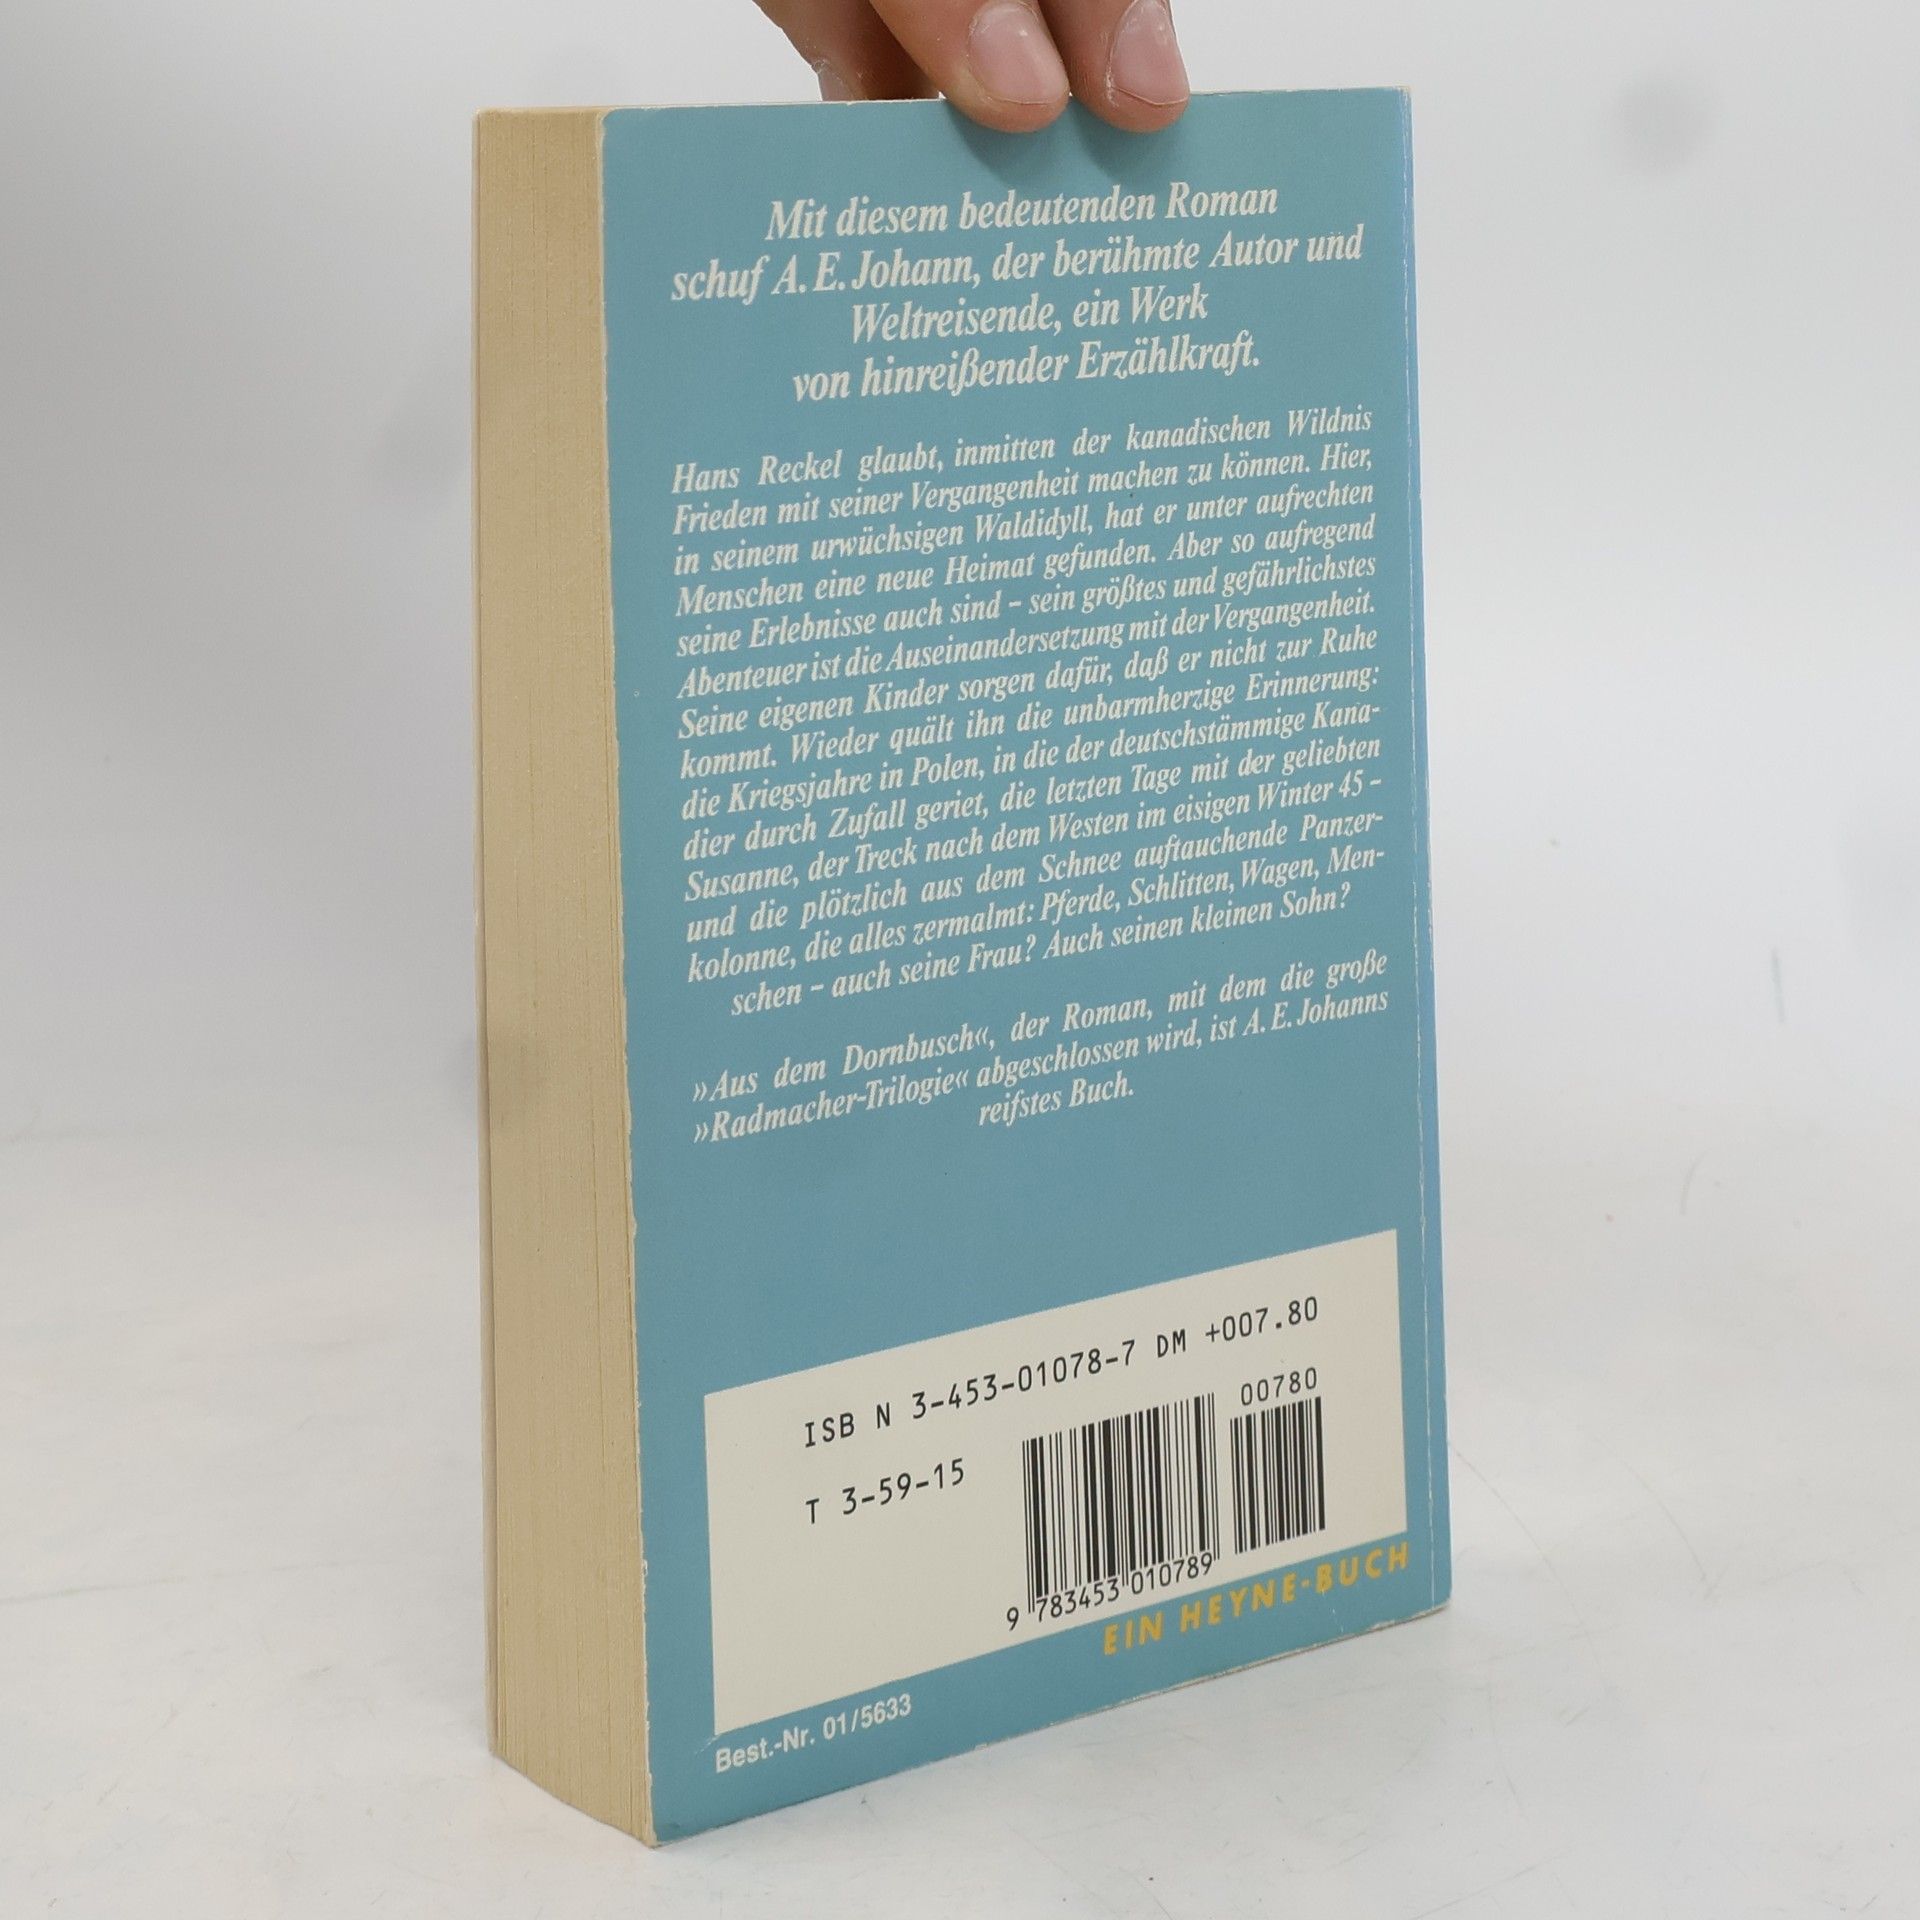 Mit diesem bedeutenden Roman
schuf A. E. Johann, der berühmte Autor und
Weltreisende, ein Werk
von hinreißender Erzählkraft.
Hans Reckel glaubt, inmitten der kanadischen Wildnis
Frieden mit seiner Vergangenheit machen zu können. Hier,
in seinem urwüchsigen Waldidyll, hat er unter aufrechten
Menschen eine neue Heimat gefunden. Aber so aufregend
seine Erlebnisse auch sind – sein größtes und gefährlichstes
Abenteuer ist die Auseinandersetzung mit der Vergangenheit.
Seine eigenen Kinder sorgen dafür, daß er nicht zur Ruhe
kommt. Wieder quält ihn die unbarmherzige Erinnerung:
die Kriegsjahre in Polen, in die der deutschstämmige Kana-
dier durch Zufall geriet, die letzten Tage mit der geliebten
Susanne, der Treck nach dem Westen im eisigen Winter 45 –
und die plötzlich aus dem Schnee auftauchende Panzer-
kolonne, die alles zermalmt: Pferde, Schlitten, Wagen, Men-
schen – auch seine Frau? Auch seinen kleinen Sohn?
»Aus dem Dornbusch«, der Roman, mit dem die große
»Radmacher-Trilogie« abgeschlossen wird, ist A. E. Johanns
reifstes Buch.
ISB N 3-453-01078-7 DM +007.80
00780
T 3-59-15
9 783453 010789
EIN HEYNE-BUCH
Best.-Nr. 01/5633